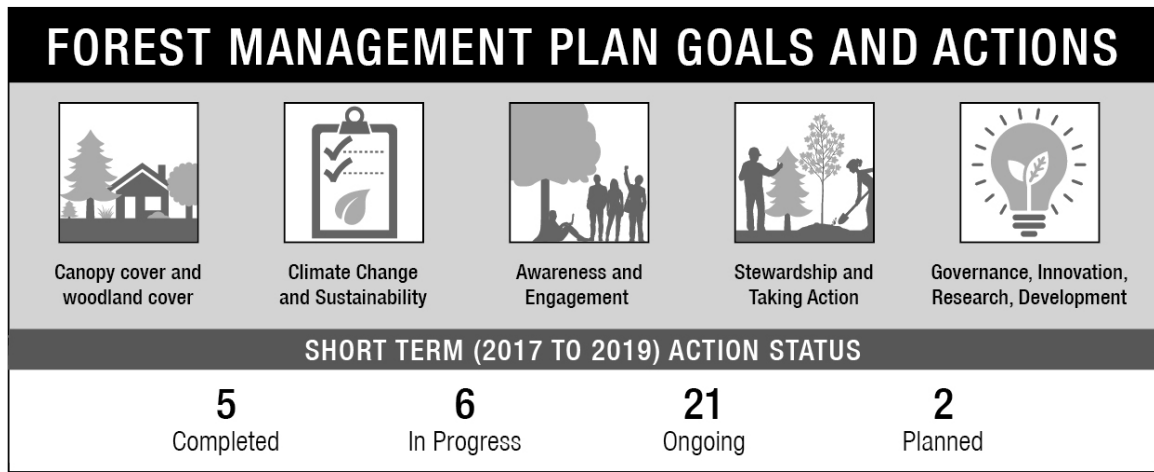 FOREST MANAGEMENT PLAN GOALS AND ACTIONS
Canopy cover and
woodland cover
Climate Change
and Sustainability
Awareness and
Engagement
Stewardship and
Taking Action
Governance, Innovation,
Research, Development
SHORT TERM (2017 TO 2019) ACTION STATUS
5
Completed
6
In Progress
21
Ongoing
2
Planned